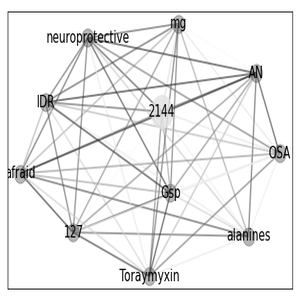 mg
neuroprotective
AN
IDR
2144
OSA
afraid
Gsp
127
alanines
Toraymyxin